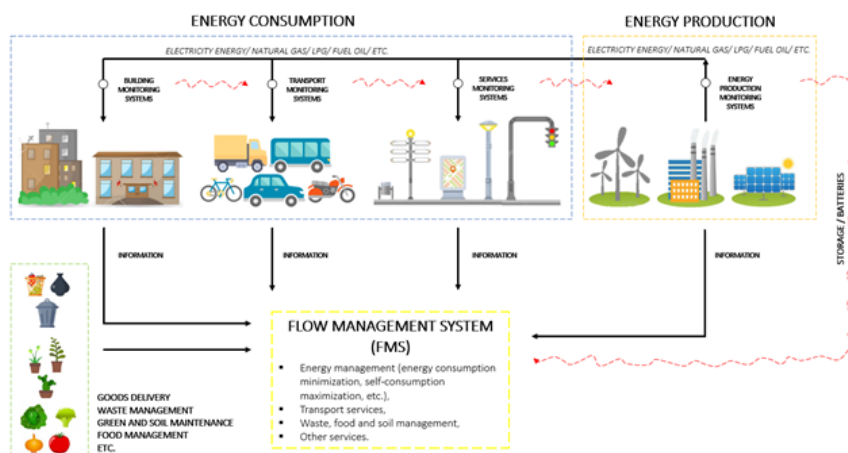 ENERGY CONSUMPTION
ENERGY PRODUCTION
ELECTRICITY ENERGY/ NATURAL GAS/ LPG/ FUEL OIL/ ETC.
ELECTRICITY ENERGY/ NATURAL GAS/ LPG/ FUEL OIL/ ETC.
BUILDING
MONITORING
SYSTEMS
TRANSPORT
MONITORING
SYSTEMS
SERVICES
MONITORING
SYSTEMS
ENERGY
PRODUCTION
MONITORING
SYSTEMS
STORAGE / BATTERIES
INFORMATION
INFORMATION
INFORMATION
INFORMATION
FLOW MANAGEMENT SYSTEM
(FMS)
▪ Energy management (energy consumption
minimization, self-consumption
maximization, etc.),
▪ Transport services,
▪ Waste, food and soil management,
▪ Other services.
GOODS DELIVERY
WASTE MANAGEMENT
GREEN AND SOIL MAINTENANCE
FOOD MANAGEMENT
ETC.